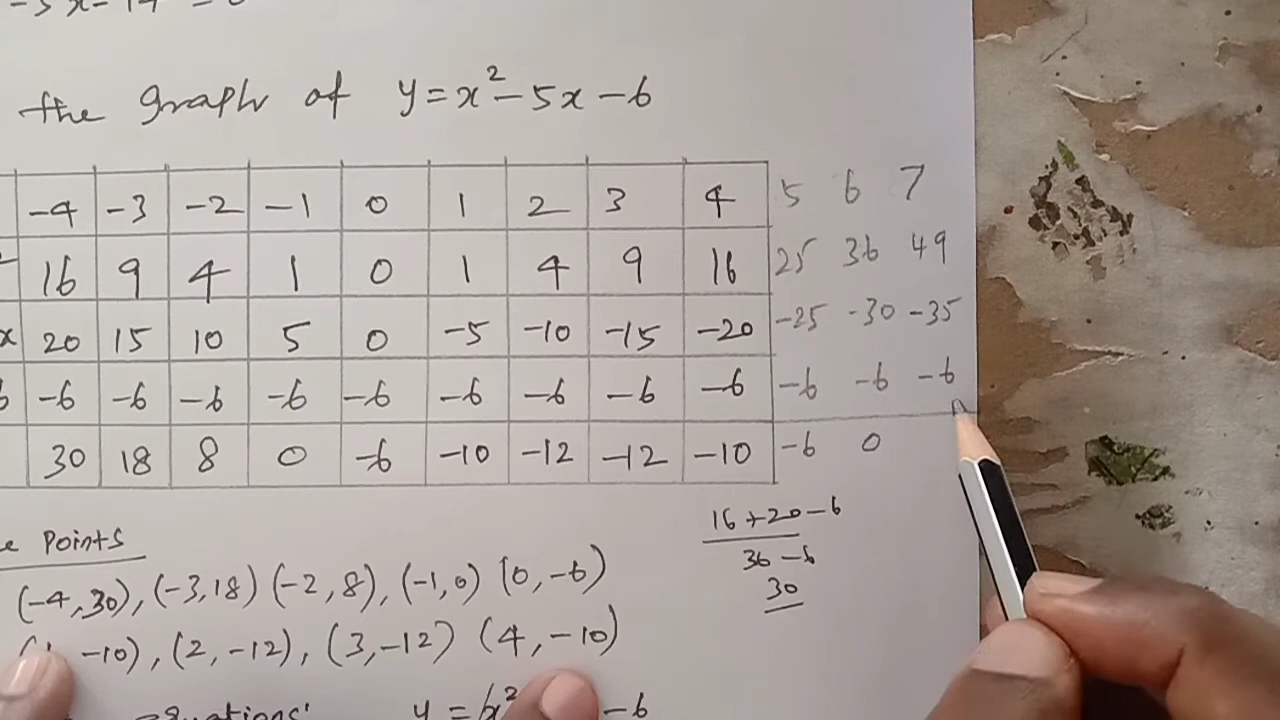 the graph of y=x²-5x-6
-4 -3 -2 -1 0 1 2 3 4 5 6 7
16 9 4 1 0 1 4 9 16 25 36 49
x 20 15 10 5 0 -5 -10 -15 -20 -25 -30 -35
-6 -6 -6 -6 -6 -6 -6 -6 -6 -6 -6 -6
30 18 8 0 -6 -10 -12 -12 -10 -6 0
16+20-6
36-6
30
Points
(-4,30), (-3,18) (-2,8), (-1,0) (0,-6)
-10), (2,-12), (3,-12) (4,-10)
y=x² -6